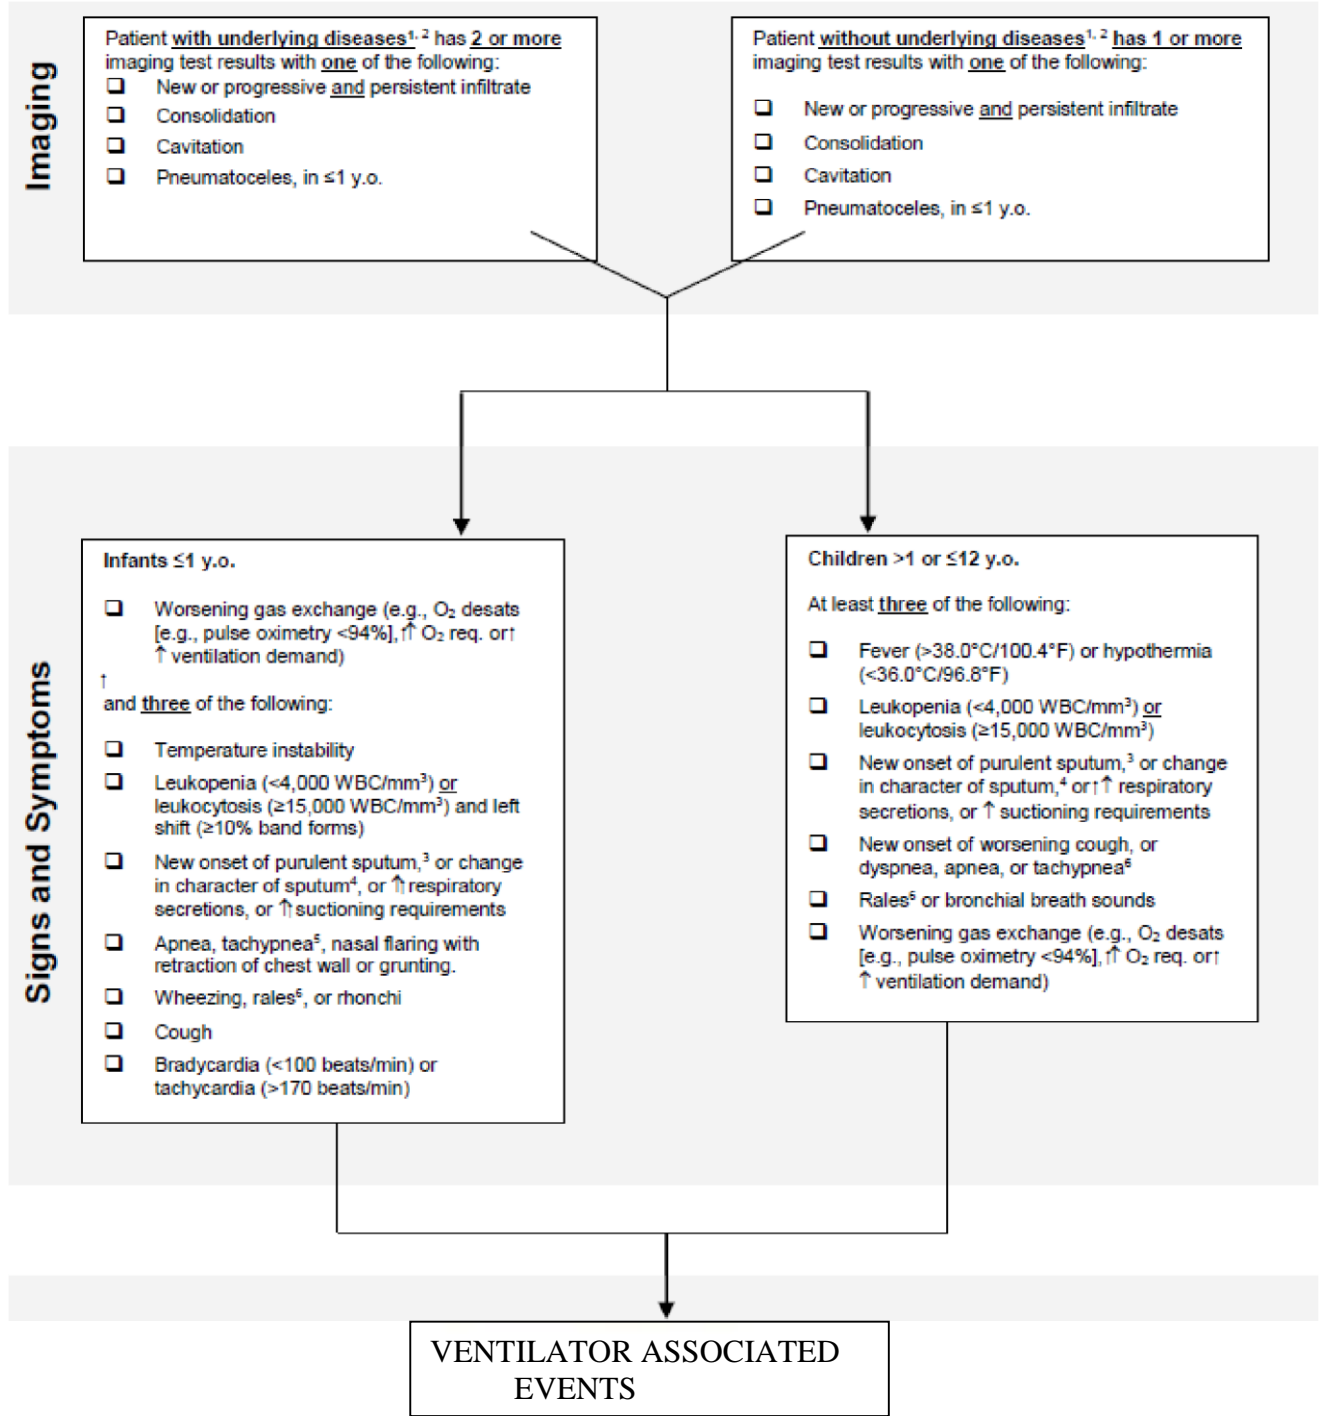 Imaging
Patient with underlying diseases¹, ² has 2 or more
imaging test results with one of the following:
❑ New or progressive and persistent infiltrate
❑ Consolidation
❑ Cavitation
❑ Pneumatoceles, in ≤1 y.o.
Patient without underlying diseases¹, ² has 1 or more
imaging test results with one of the following:
❑ New or progressive and persistent infiltrate
❑ Consolidation
❑ Cavitation
❑ Pneumatoceles, in ≤1 y.o.
Signs and Symptoms
Infants ≤1 y.o.
❑ Worsening gas exchange (e.g., O₂ desats
[e.g., pulse oximetry <94%],↑↑ O₂ req. or↑
↑ ventilation demand)
↑
and three of the following:
❑ Temperature instability
❑ Leukopenia (<4,000 WBC/mm³) or
leukocytosis (≥15,000 WBC/mm³) and left
shift (≥10% band forms)
❑ New onset of purulent sputum,³ or change
in character of sputum⁴, or ↑↑ respiratory
secretions, or ↑↑ suctioning requirements
❑ Apnea, tachypnea⁵, nasal flaring with
retraction of chest wall or grunting.
❑ Wheezing, rales⁶, or rhonchi
❑ Cough
❑ Bradycardia (<100 beats/min) or
tachycardia (>170 beats/min)
Children >1 or ≤12 y.o.
At least three of the following:
❑ Fever (>38.0°C/100.4°F) or hypothermia
(<36.0°C/96.8°F)
❑ Leukopenia (<4,000 WBC/mm³) or
leukocytosis (≥15,000 WBC/mm³)
❑ New onset of purulent sputum,³ or change
in character of sputum,⁴ or↑↑ respiratory
secretions, or ↑ suctioning requirements
❑ New onset of worsening cough, or
dyspnea, apnea, or tachypnea⁵
❑ Rales⁶ or bronchial breath sounds
❑ Worsening gas exchange (e.g., O₂ desats
[e.g., pulse oximetry <94%],↑↑ O₂ req. or↑
↑ ventilation demand)
VENTILATOR ASSOCIATED
EVENTS